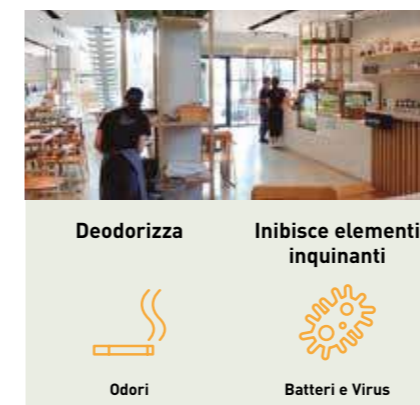 Deodorizza
Inibisce elementi
inquinanti
Odori
Batteri e Virus